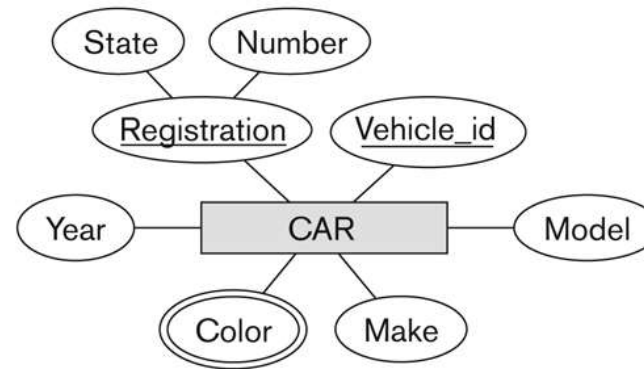 State
Number
Registration
Vehicle_id
Year
CAR
Model
Color
Make